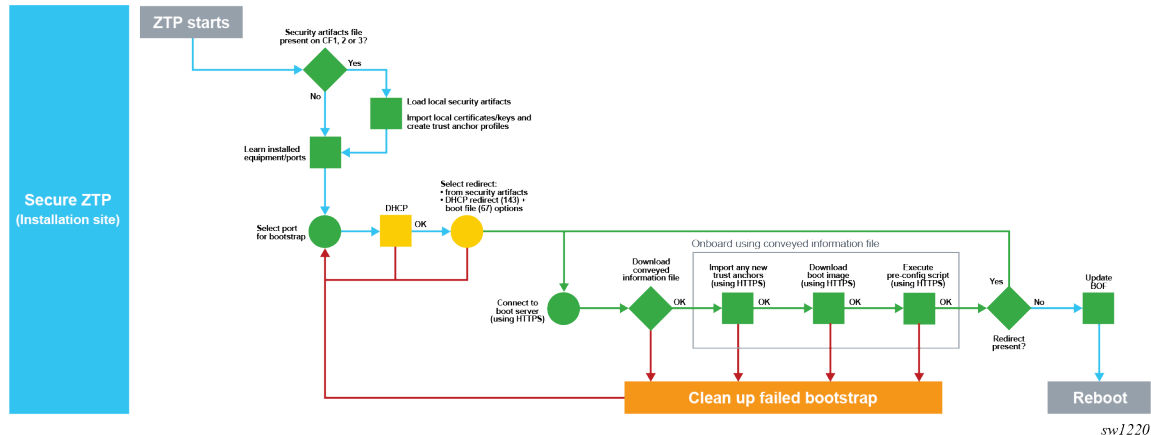 ZTP starts
Security artifacts file
present on CF1, 2 or 3?
Yes
No
Load local security artifacts
Import local certificates/keys and
create trust anchor profiles
Learn installed
equipment/ports
Secure ZTP
(Installation site)
Select redirect:
• from security artifacts
• DHCP redirect (143) +
boot file (67) options
DHCP
OK
Select port
for bootstrap
Onboard using conveyed information file
Download
conveyed
information file
Import any new
trust anchors
(using HTTPS)
Download
boot image
(using HTTPS)
Execute
pre-config script
(using HTTPS)
Yes
Update
BOF
Connect to
boot server
(using HTTPS)
OK
OK
OK
OK
No
Redirect
present?
Clean up failed bootstrap
Reboot
sw1220